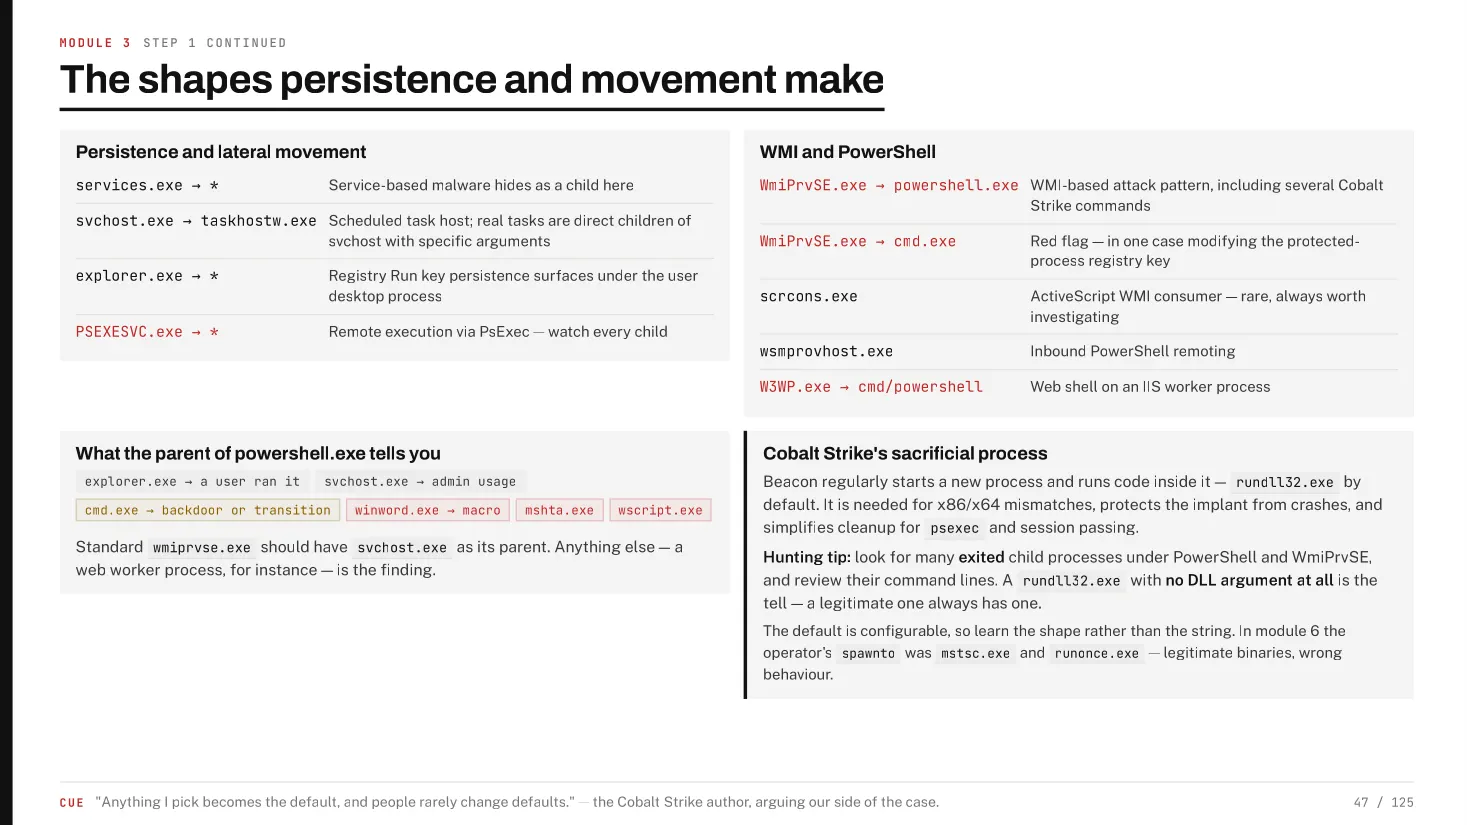 MODULE 3 STEP 1 CONTINUED
The shapes persistence and movement make
Persistence and lateral movement
services.exe → * Service-based malware hides as a child here
svchost.exe → taskhostw.exe Scheduled task host; real tasks are direct children of
svchost with specific arguments
explorer.exe → * Registry Run key persistence surfaces under the user
desktop process
PSEXESVC.exe → * Remote execution via PsExec — watch every child
WMI and PowerShell
WmiPrvSE.exe → powershell.exe WMI-based attack pattern, including several Cobalt
Strike commands
WmiPrvSE.exe → cmd.exe Red flag — in one case modifying the protected-
process registry key
scrcons.exe ActiveScript WMI consumer — rare, always worth
investigating
wsmprovhost.exe Inbound PowerShell remoting
W3WP.exe → cmd/powershell Web shell on an IIS worker process
What the parent of powershell.exe tells you
explorer.exe → a user ran it svchost.exe → admin usage
cmd.exe → backdoor or transition winword.exe → macro mshta.exe wscript.exe
Standard wmiprvse.exe should have svchost.exe as its parent. Anything else — a
web worker process, for instance — is the finding.
Cobalt Strike's sacrificial process
Beacon regularly starts a new process and runs code inside it — rundll32.exe by
default. It is needed for x86/x64 mismatches, protects the implant from crashes, and
simplifies cleanup for psexec and session passing.
Hunting tip: look for many exited child processes under PowerShell and WmiPrvSE,
and review their command lines. A rundll32.exe with no DLL argument at all is the
tell — a legitimate one always has one.
The default is configurable, so learn the shape rather than the string. In module 6 the
operator's spawnto was mstsc.exe and runonce.exe — legitimate binaries, wrong
behaviour.
CUE "Anything I pick becomes the default, and people rarely change defaults." — the Cobalt Strike author, arguing our side of the case.
47 / 125